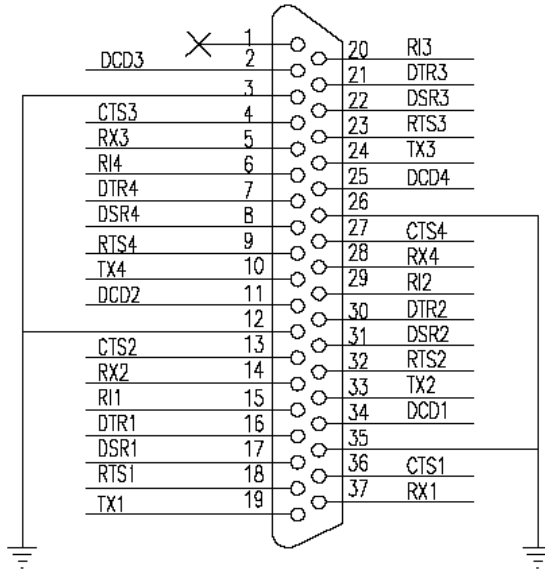 1
DCD3 2
3
CTS3 4
RX3 5
RI4 6
DTR4 7
DSR4 8
RTS4 9
TX4 10
DCD2 11
12
CTS2 13
RX2 14
RI1 15
DTR1 16
DSR1 17
RTS1 18
TX1 19
20 RI3
21 DTR3
22 DSR3
23 RTS3
24 TX3
25 DCD4
26
27 CTS4
28 RX4
29 RI2
30 DTR2
31 DSR2
32 RTS2
33 TX2
34 DCD1
35
36 CTS1
37 RX1